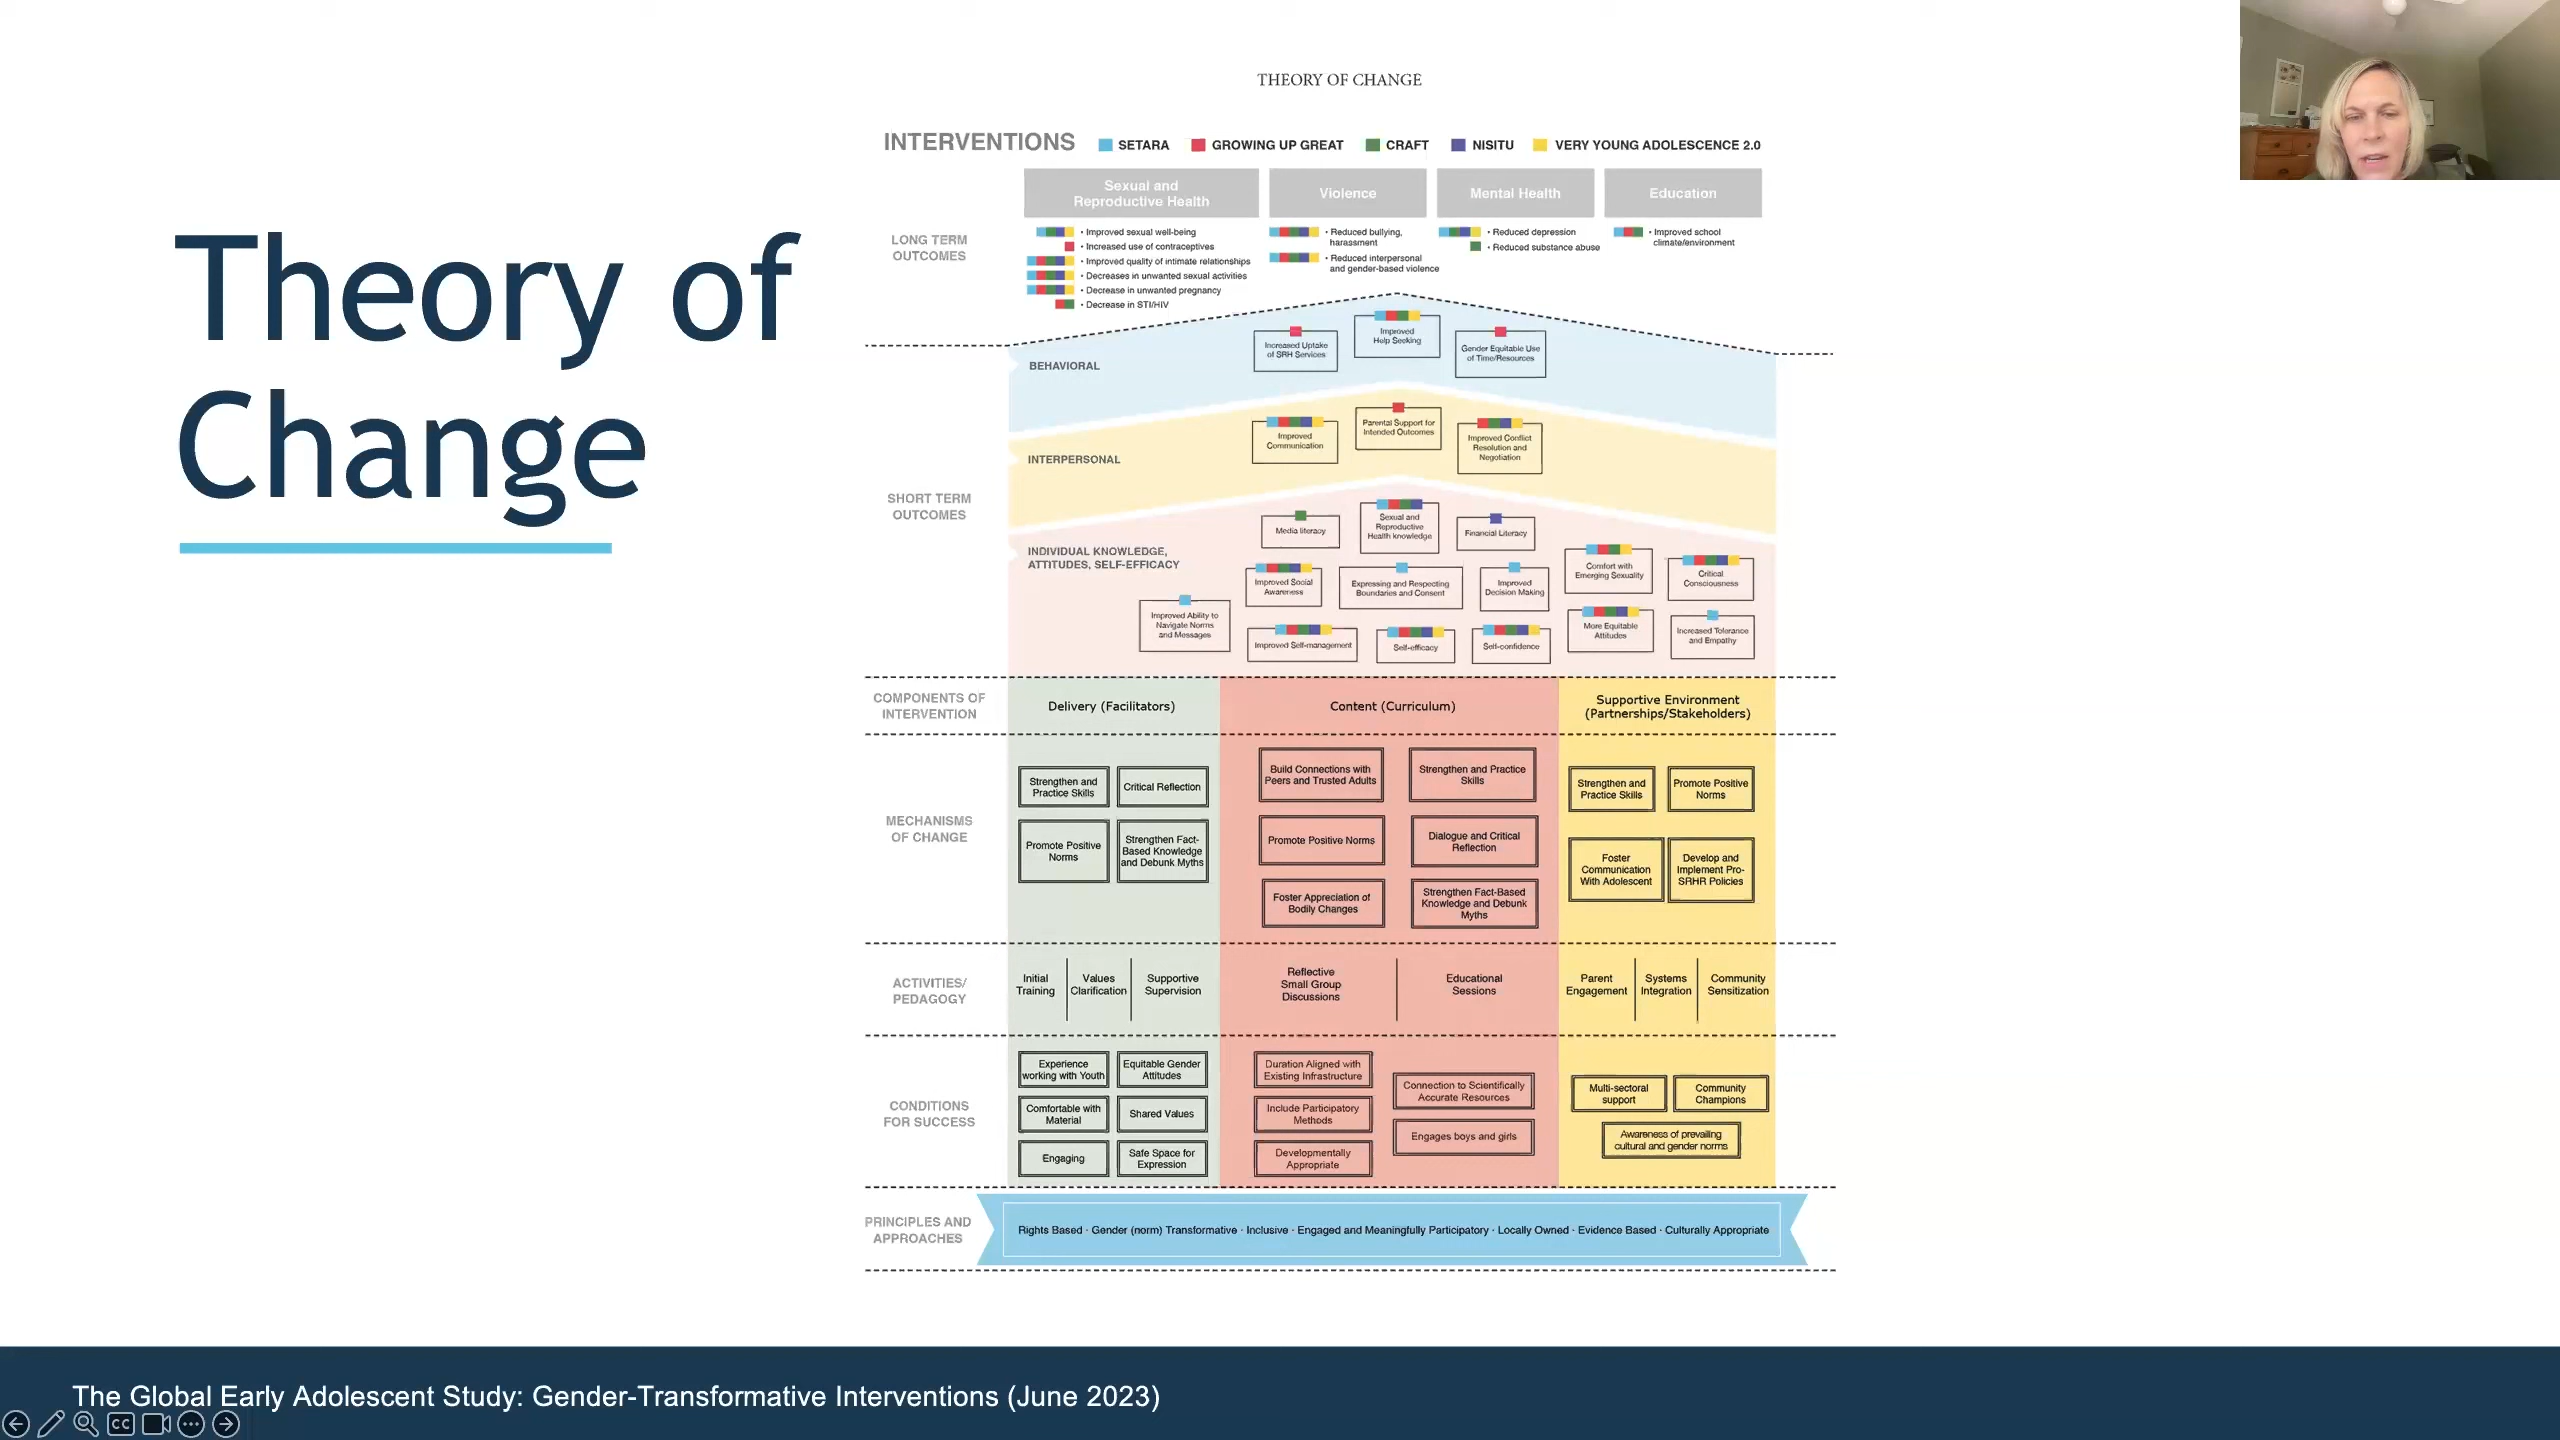 Theory of
Change
THEORY OF CHANGE
INTERVENTIONS
SETARA
GROWING UP GREAT
CRAFT
NISITU
VERY YOUNG ADOLESCENCE 2.0
Sexual and
Reproductive Health
Violence
Mental Health
Education
LONG TERM
OUTCOMES
• Improved sexual well-being
• Increased use of contraceptives
• Improved quality of intimate relationships
• Decreases in unwanted sexual activities
• Decrease in unwanted pregnancy
• Decrease in STI/HIV
• Reduced bullying,
harassment
• Reduced interpersonal
and gender-based violence
• Reduced depression
• Reduced substance abuse
• Improved school
climate/environment
SHORT TERM
OUTCOMES
BEHAVIORAL
Increased Uptake
of SRH Services
Improved
Help Seeking
Gender Equitable Use
of Time/Resources
INTERPERSONAL
Improved
Communication
Parental Support for
Intended Outcomes
Improved Conflict
Resolution and
Negotiation
INDIVIDUAL KNOWLEDGE,
ATTITUDES, SELF-EFFICACY
Media literacy
Sexual and
Reproductive
Health knowledge
Financial Literacy
Improved Social
Awareness
Expressing and Respecting
Boundaries and Consent
Improved
Decision Making
Comfort with
Emerging Sexuality
Critical
Consciousness
Improved Ability to
Navigate Norms
and Messages
Improved Self-management
Self-efficacy
Self-confidence
More Equitable
Attitudes
Increased Tolerance
and Empathy
COMPONENTS OF
INTERVENTION
Delivery (Facilitators)
Content (Curriculum)
Supportive Environment
(Partnerships/Stakeholders)
MECHANISMS
OF CHANGE
Strengthen and
Practice Skills
Critical Reflection
Promote Positive
Norms
Strengthen Fact-
Based Knowledge
and Debunk Myths
Build Connections with
Peers and Trusted Adults
Strengthen and Practice
Skills
Promote Positive Norms
Dialogue and Critical
Reflection
Foster Appreciation of
Bodily Changes
Strengthen Fact-Based
Knowledge and Debunk
Myths
Strengthen and
Practice Skills
Promote Positive
Norms
Foster
Communication
With Adolescent
Develop and
Implement Pro-
SRHR Policies
ACTIVITIES/
PEDAGOGY
Initial
Training
Values
Clarification
Supportive
Supervision
Reflective
Small Group
Discussions
Educational
Sessions
Parent
Engagement
Systems
Integration
Community
Sensitization
CONDITIONS
FOR SUCCESS
Experience
working with Youth
Equitable Gender
Attitudes
Comfortable with
Material
Shared Values
Engaging
Safe Space for
Expression
Duration Aligned with
Existing Infrastructure
Include Participatory
Methods
Developmentally
Appropriate
Connection to Scientifically
Accurate Resources
Engages boys and girls
Multi-sectoral
support
Community
Champions
Awareness of prevailing
cultural and gender norms
PRINCIPLES AND
APPROACHES
Rights Based · Gender (norm) Transformative · Inclusive · Engaged and Meaningfully Participatory · Locally Owned · Evidence Based · Culturally Appropriate
The Global Early Adolescent Study: Gender-Transformative Interventions (June 2023)
CC